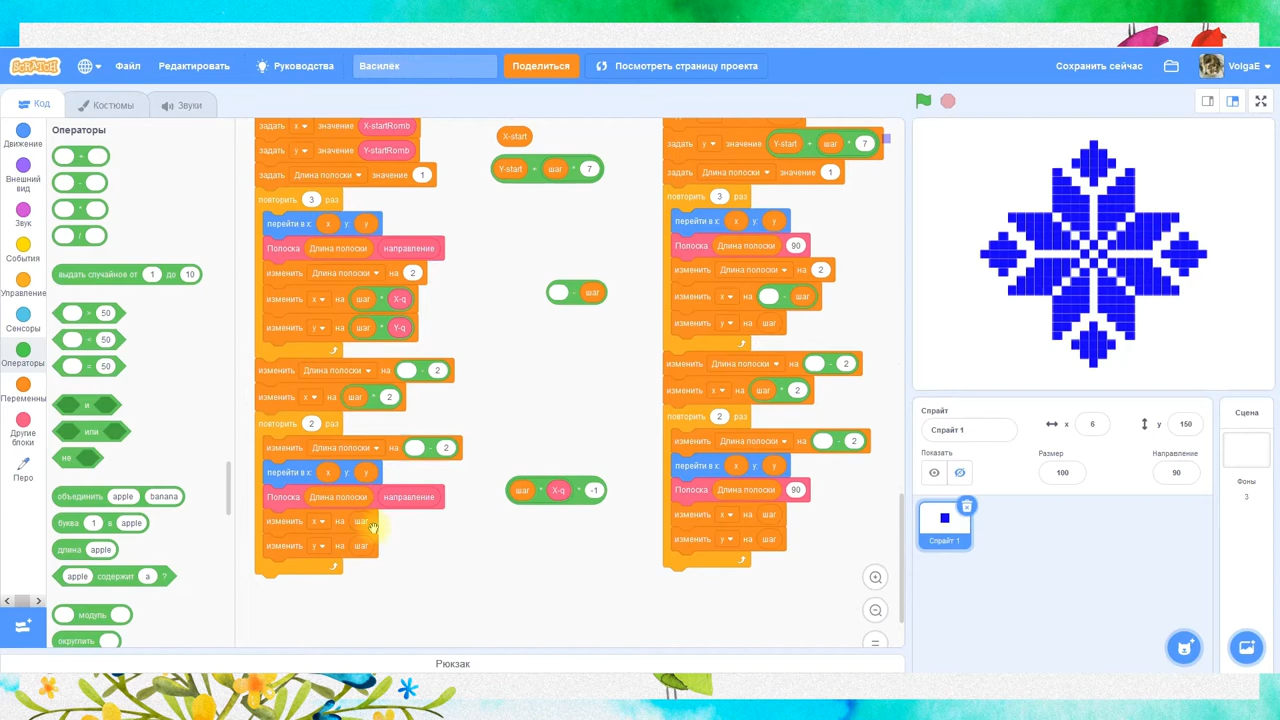 SCRATCH
Файл
Редактировать
Руководства
Василёк
Поделиться
Посмотреть страницу проекта
Сохранить сейчас
VolgaE
Код
Костюмы
Звуки
Движение
Внешний вид
Звук
События
Управление
Сенсоры
Операторы
Переменны
Другие блоки
Перо
Операторы
+
-
*
/
выдать случайное от 1 до 10
> 50
< 50
= 50
и
или
не
объединить apple banana
буква 1 в apple
длина apple
apple содержит a ?
модуль
округлить
задать x значение X-startRomb
задать y значение Y-startRomb
задать Длина полоски значение 1
повторить 3 раз
перейти в x: x y: y
Полоска Длина полоски направление
изменить Длина полоски на 2
изменить x на шаг * X-q
изменить y на шаг * Y-q
изменить Длина полоски на - 2
изменить x на шаг * 2
повторить 2 раз
изменить Длина полоски на - 2
перейти в x: x y: y
Полоска Длина полоски направление
изменить x на шаг
изменить y на шаг
X-start
Y-start + шаг * 7
- шаг
шаг * X-q * -1
задать y значение Y-start + шаг * 7
задать Длина полоски значение 1
повторить 3 раз
перейти в x: x y: y
Полоска Длина полоски 90
изменить Длина полоски на 2
изменить x на - шаг
изменить y на шаг
изменить Длина полоски на - 2
изменить x на шаг * 2
повторить 2 раз
изменить Длина полоски на - 2
перейти в x: x y: y
Полоска Длина полоски 90
изменить x на шаг
изменить y на шаг
Рюкзак
Спрайт
Спрайт 1
x 6
y 150
Показать
Размер
100
Направление
90
Спрайт 1
Сцена
Фоны
3